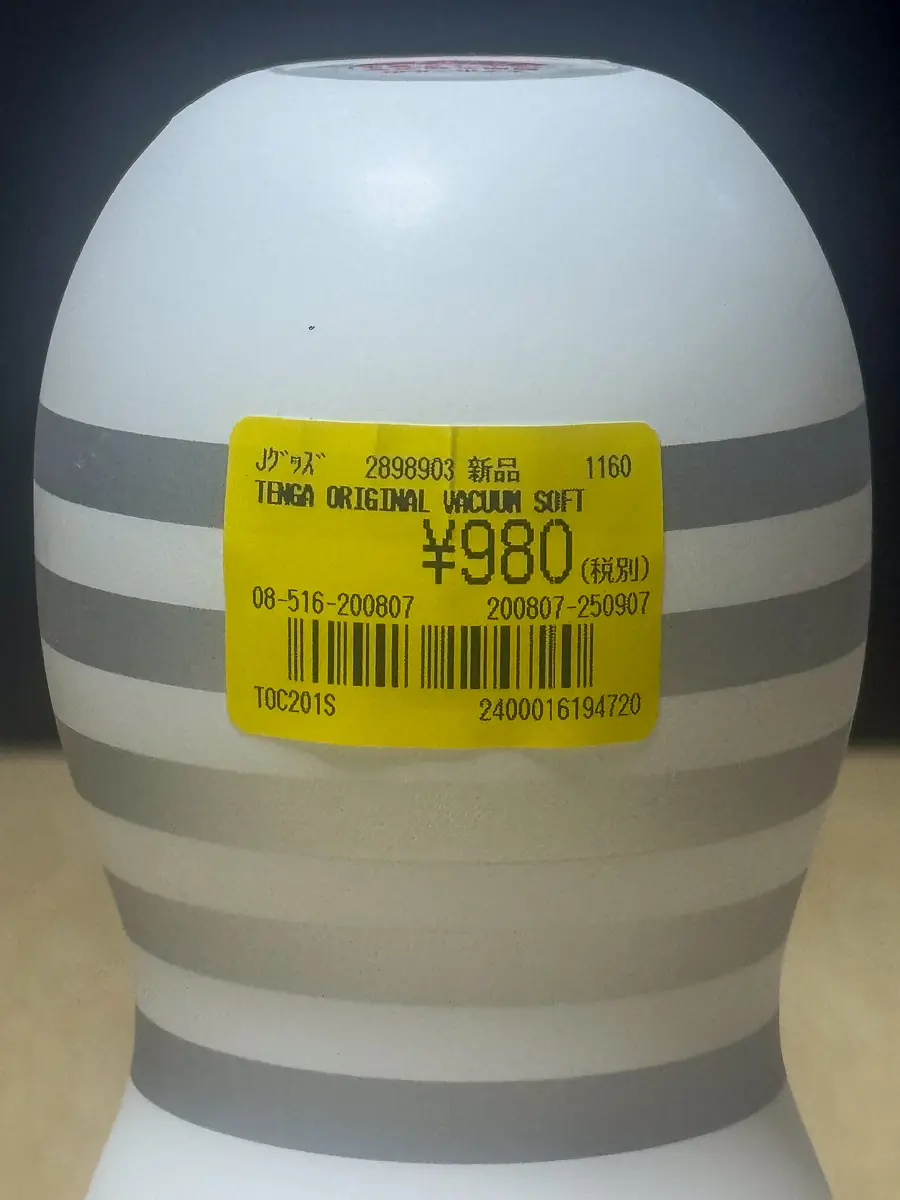 Jｸﾞｯｽﾞ 2898903 新品 1160
TENGA ORIGINAL VACUUM SOFT
¥980(税別)
08-516-200807 200807-250907
TOC201S 2400016194720